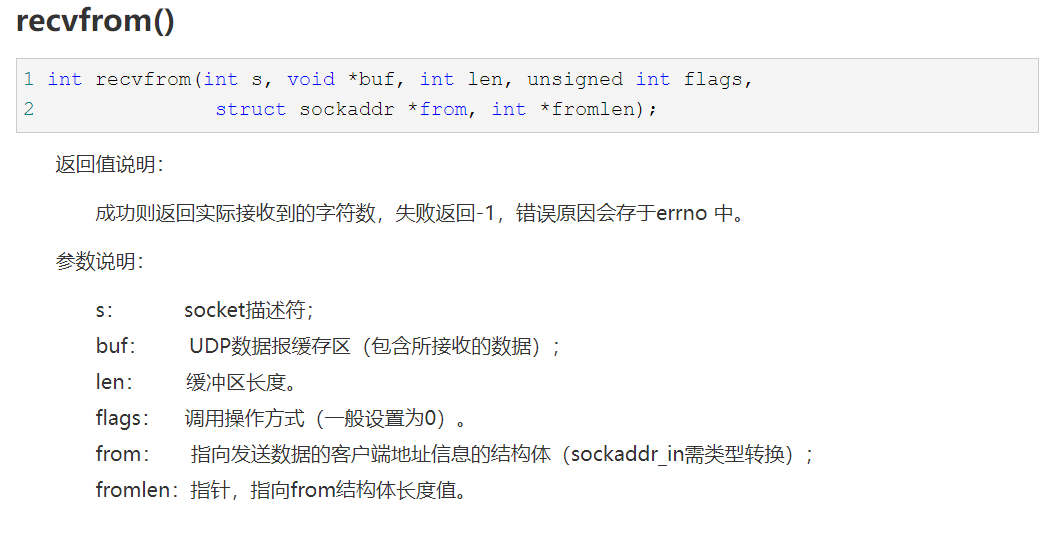 recvfrom()
1 int recvfrom(int s, void *buf, int len, unsigned int flags,
2 struct sockaddr *from, int *fromlen);
返回值说明：
成功则返回实际接收到的字符数，失败返回-1，错误原因会存于errno 中。
参数说明：
s： socket描述符；
buf： UDP数据报缓存区（包含所接收的数据）；
len： 缓冲区长度。
flags： 调用操作方式（一般设置为0）。
from： 指向发送数据的客户端地址信息的结构体（sockaddr_in需类型转换）；
fromlen：指针，指向from结构体长度值。